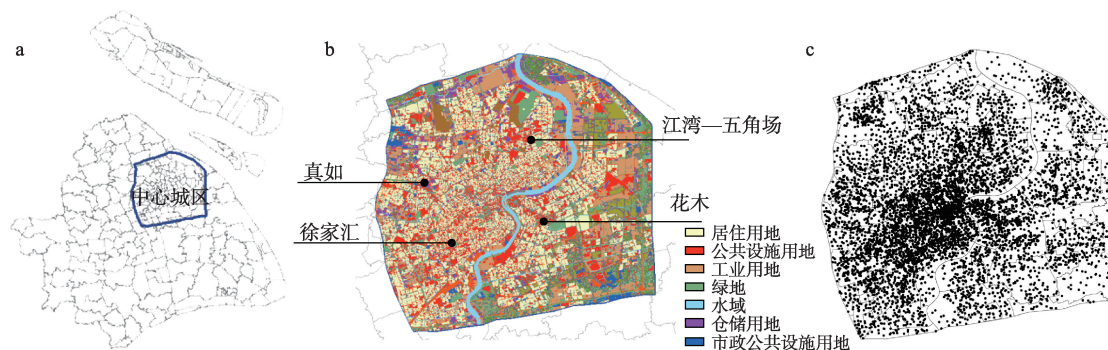 a
中心城区
b
江湾—五角场
真如
花木
徐家汇
居住用地
公共设施用地
工业用地
绿地
水域
仓储用地
市政公共设施用地
c